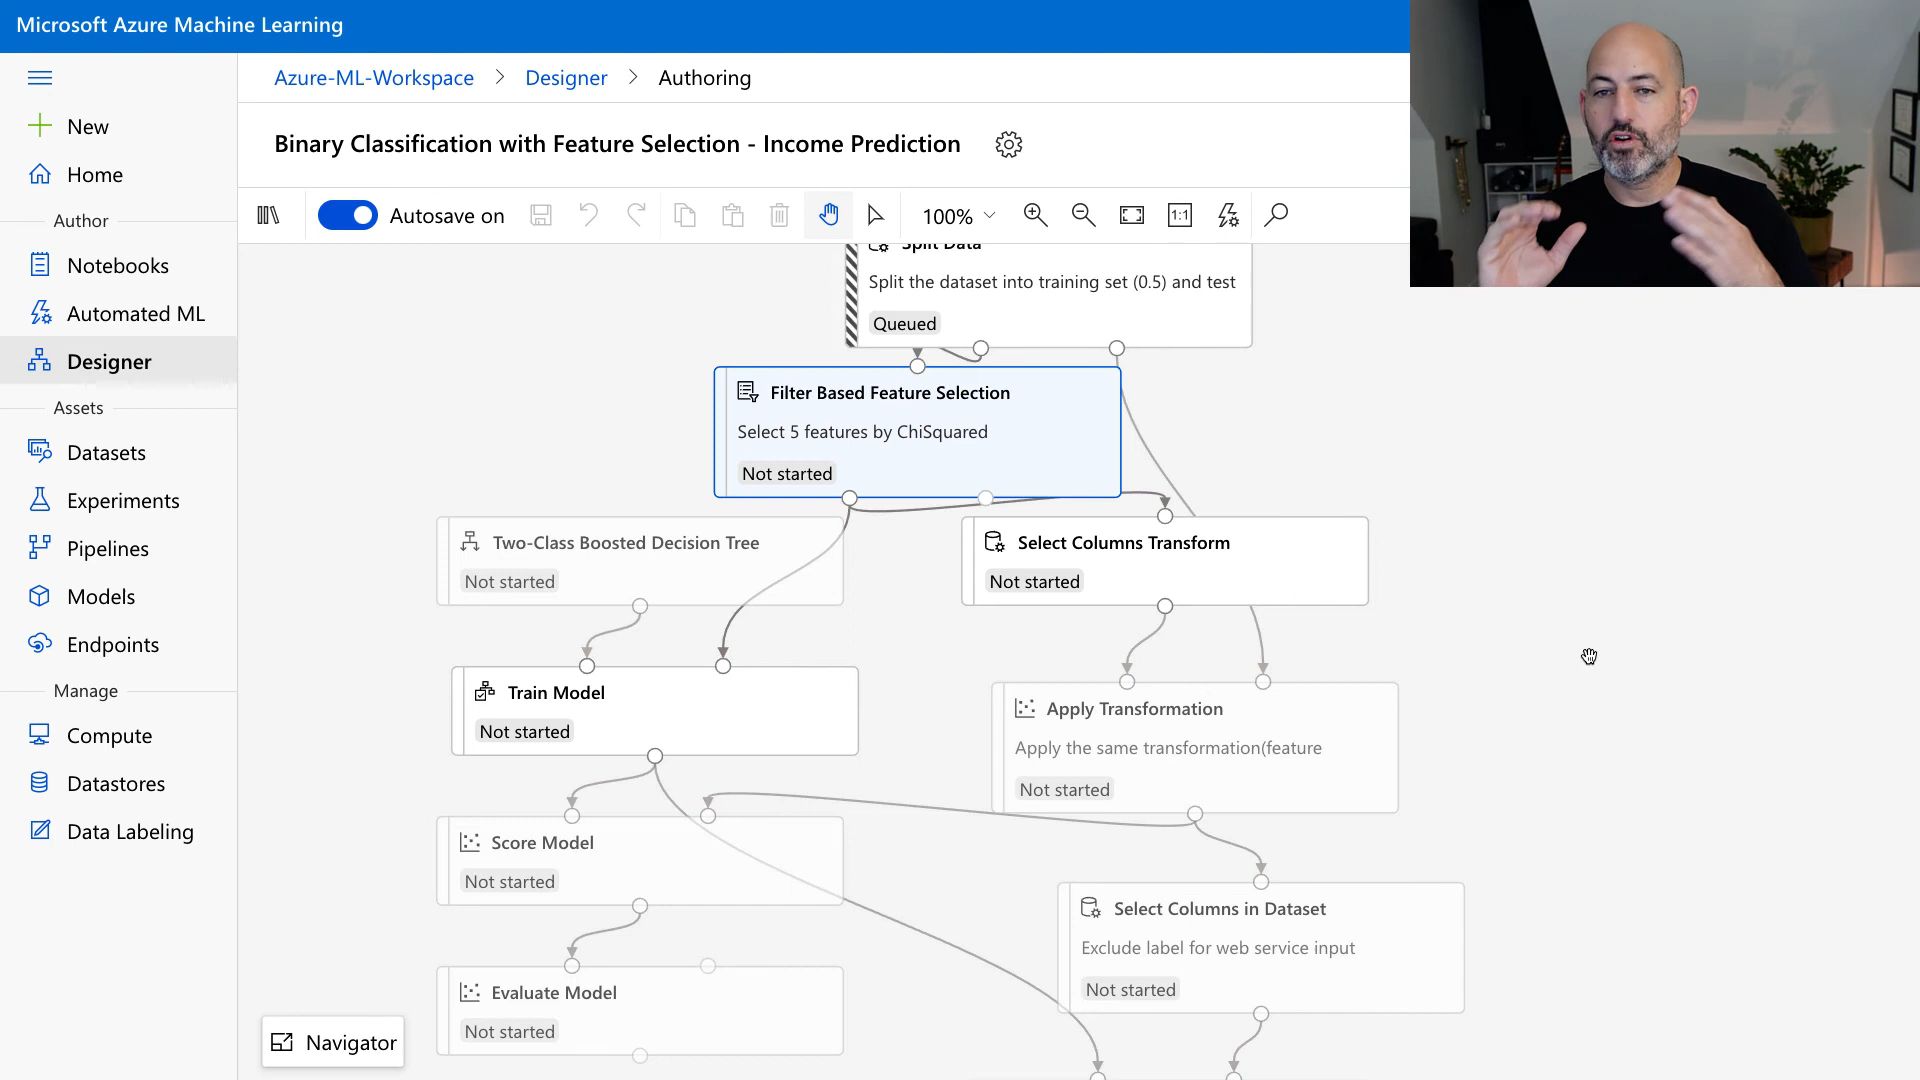 Microsoft Azure Machine Learning
Azure-ML-Workspace > Designer > Authoring
New
Home
Author
Notebooks
Automated ML
Designer
Assets
Datasets
Experiments
Pipelines
Models
Endpoints
Manage
Compute
Datastores
Data Labeling
Binary Classification with Feature Selection - Income Prediction
Autosave on
100%
1:1
Split Data
Split the dataset into training set (0.5) and test
Queued
Filter Based Feature Selection
Select 5 features by ChiSquared
Not started
Two-Class Boosted Decision Tree
Not started
Select Columns Transform
Not started
Train Model
Not started
Apply Transformation
Apply the same transformation(feature
Not started
Score Model
Not started
Select Columns in Dataset
Exclude label for web service input
Not started
Evaluate Model
Not started
Navigator